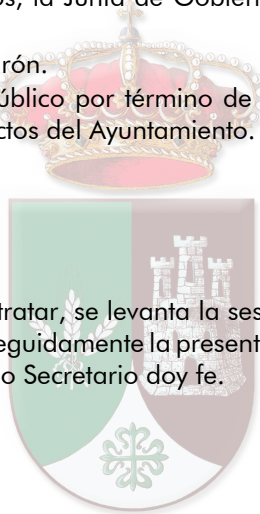 os, la Junta de Gobiern
rón.
úblico por término de
ctos del Ayuntamiento.
tratar, se levanta la ses
eguidamente la present
o Secretario doy fe.